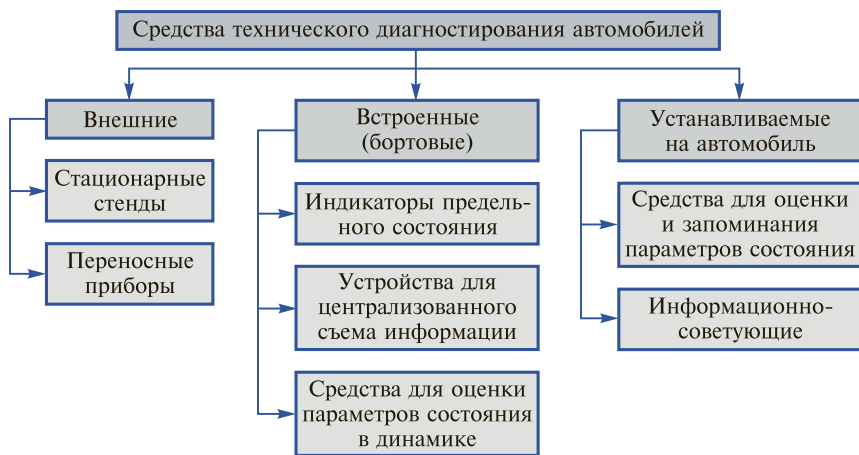 Средства технического диагностирования автомобилей
Внешние
Стационарные
стенды
Переносные
приборы
Встроенные
(бортовые)
Индикаторы предель-
ного состояния
Устройства для
централизованного
съема информации
Средства для оценки
параметров состояния
в динамике
Устанавливаемые
на автомобиль
Средства для оценки
и запоминания
параметров состояния
Информационно-
советующие